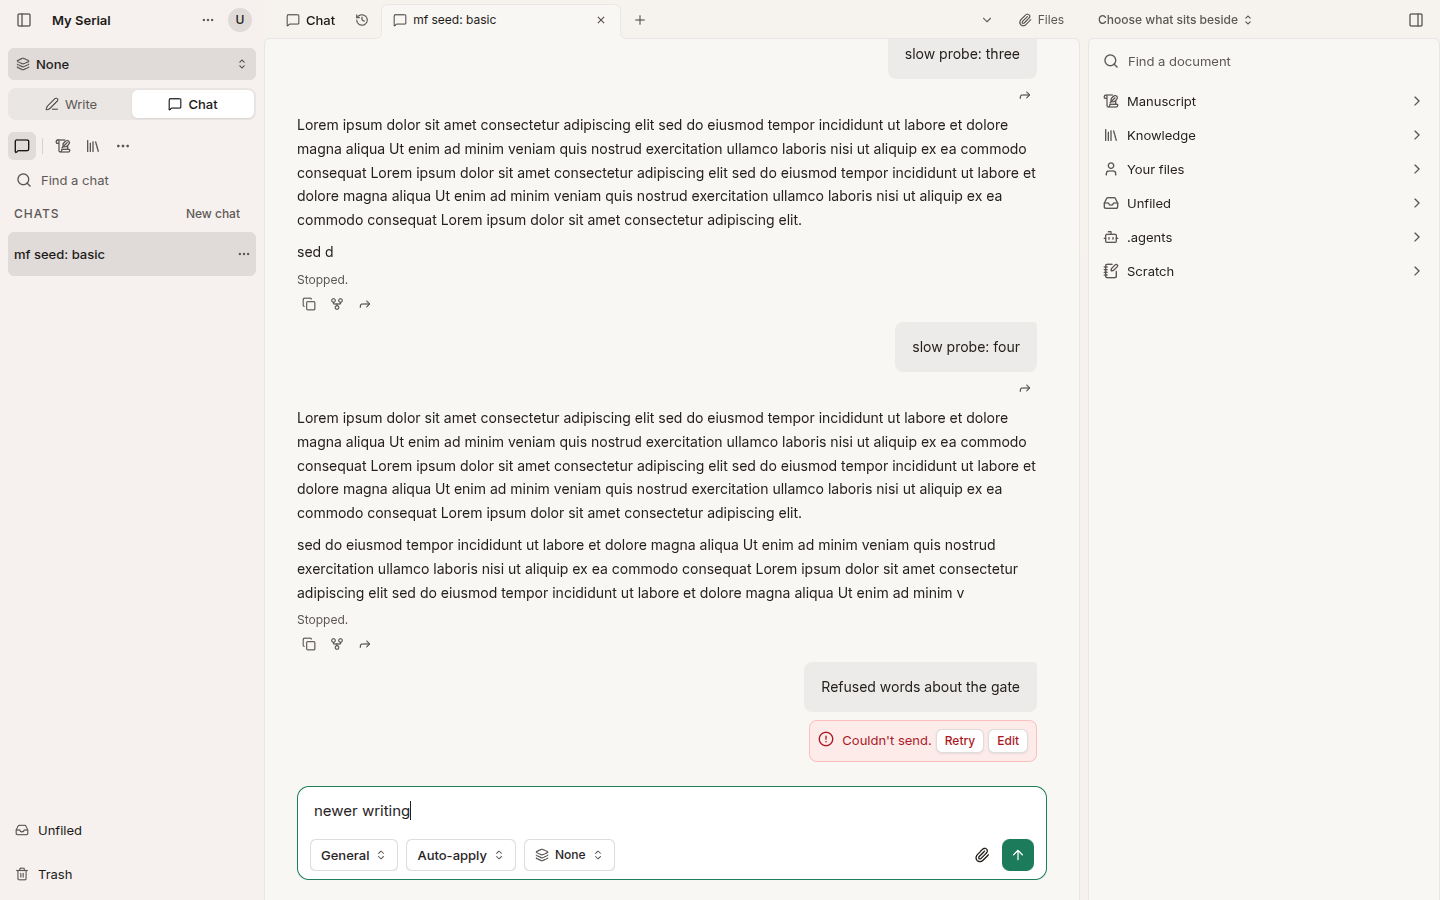 My Serial
U
None
Write
Chat
Find a chat
CHATS
New chat
mf seed: basic
Unfiled
Trash
Chat
mf seed: basic
Files
slow probe: three
Lorem ipsum dolor sit amet consectetur adipiscing elit sed do eiusmod tempor incididunt ut labore et dolore
magna aliqua Ut enim ad minim veniam quis nostrud exercitation ullamco laboris nisi ut aliquip ex ea commodo
consequat Lorem ipsum dolor sit amet consectetur adipiscing elit sed do eiusmod tempor incididunt ut labore et
dolore magna aliqua Ut enim ad minim veniam quis nostrud exercitation ullamco laboris nisi ut aliquip ex ea
commodo consequat Lorem ipsum dolor sit amet consectetur adipiscing elit.
sed d
Stopped.
slow probe: four
Lorem ipsum dolor sit amet consectetur adipiscing elit sed do eiusmod tempor incididunt ut labore et dolore
magna aliqua Ut enim ad minim veniam quis nostrud exercitation ullamco laboris nisi ut aliquip ex ea commodo
consequat Lorem ipsum dolor sit amet consectetur adipiscing elit sed do eiusmod tempor incididunt ut labore et
dolore magna aliqua Ut enim ad minim veniam quis nostrud exercitation ullamco laboris nisi ut aliquip ex ea
commodo consequat Lorem ipsum dolor sit amet consectetur adipiscing elit.
sed do eiusmod tempor incididunt ut labore et dolore magna aliqua Ut enim ad minim veniam quis nostrud
exercitation ullamco laboris nisi ut aliquip ex ea commodo consequat Lorem ipsum dolor sit amet consectetur
adipiscing elit sed do eiusmod tempor incididunt ut labore et dolore magna aliqua Ut enim ad minim v
Stopped.
Refused words about the gate
Couldn't send. Retry Edit
newer writing
General Auto-apply None
Choose what sits beside
Find a document
Manuscript
Knowledge
Your files
Unfiled
.agents
Scratch